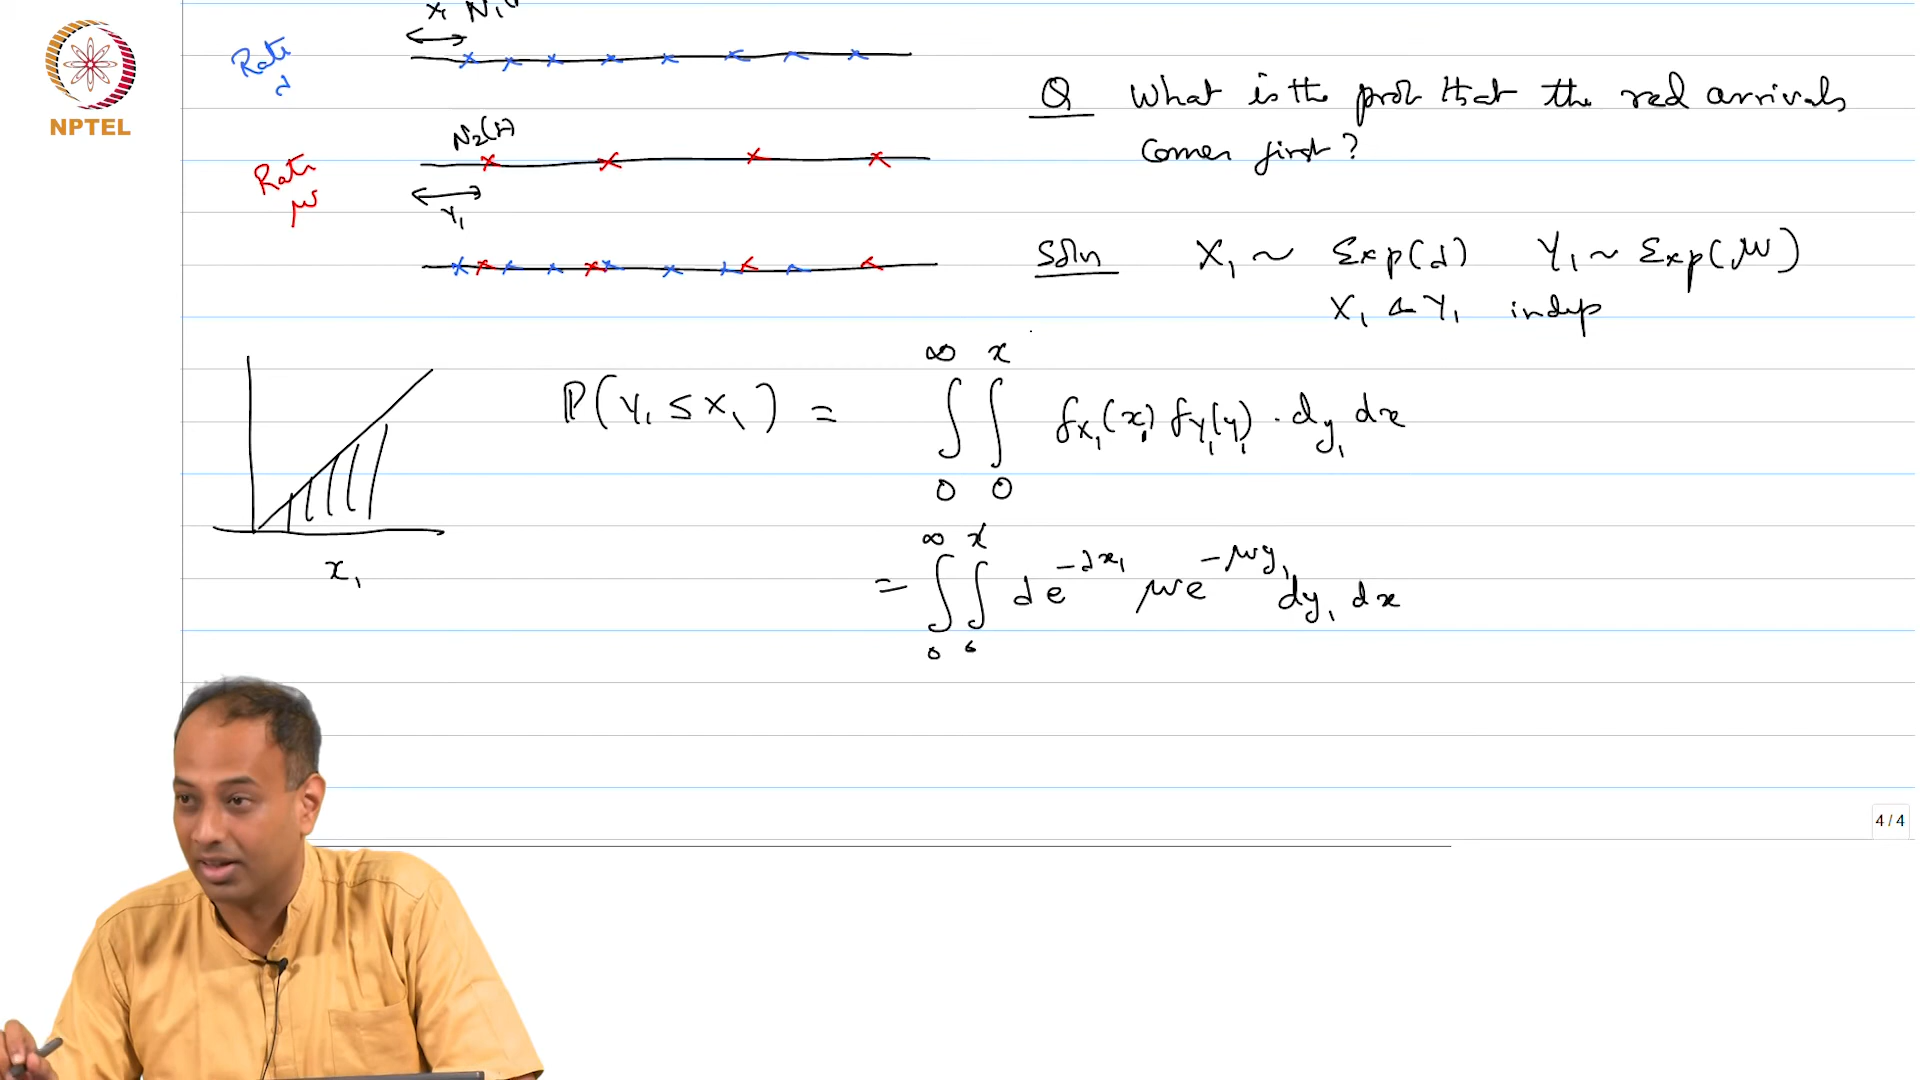 x₁ N₁(
Rate
λ
NPTEL
N₂(t)
Rate
μ
Y₁
Q What is the prob that the red arrivals
comes first?
Soln X₁ ~ Exp(λ) Y₁ ~ Exp(μ)
X₁ & Y₁ indep
ℙ(Y₁ ≤ X₁) = ∫₀^∞ ∫₀^x f_X₁(x₁) f_Y₁(y₁) · dy₁ dx
= ∫₀^∞ ∫₀^x λe^(-λx₁) μe^(-μy₁) dy₁ dx
x₁
4 / 4